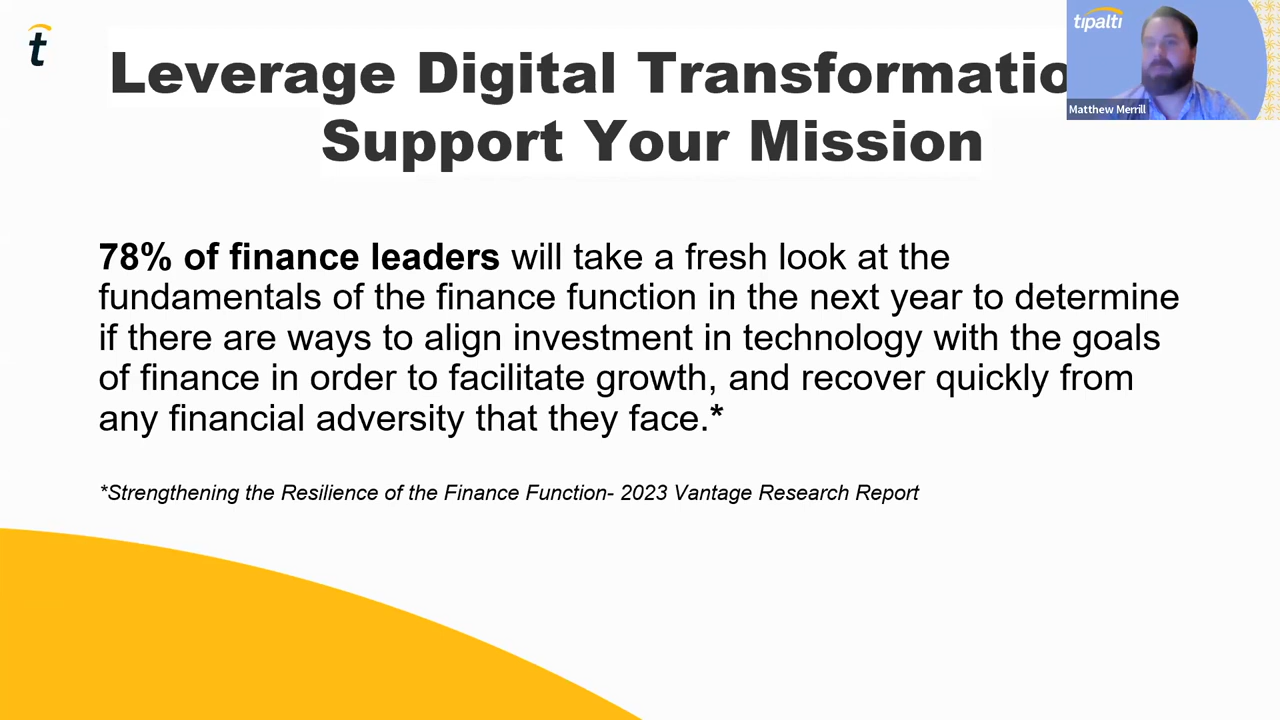 t
Leverage Digital Transformatio
Support Your Mission
tipalti
Matthew Merrill
78% of finance leaders will take a fresh look at the
fundamentals of the finance function in the next year to determine
if there are ways to align investment in technology with the goals
of finance in order to facilitate growth, and recover quickly from
any financial adversity that they face.*
*Strengthening the Resilience of the Finance Function- 2023 Vantage Research Report